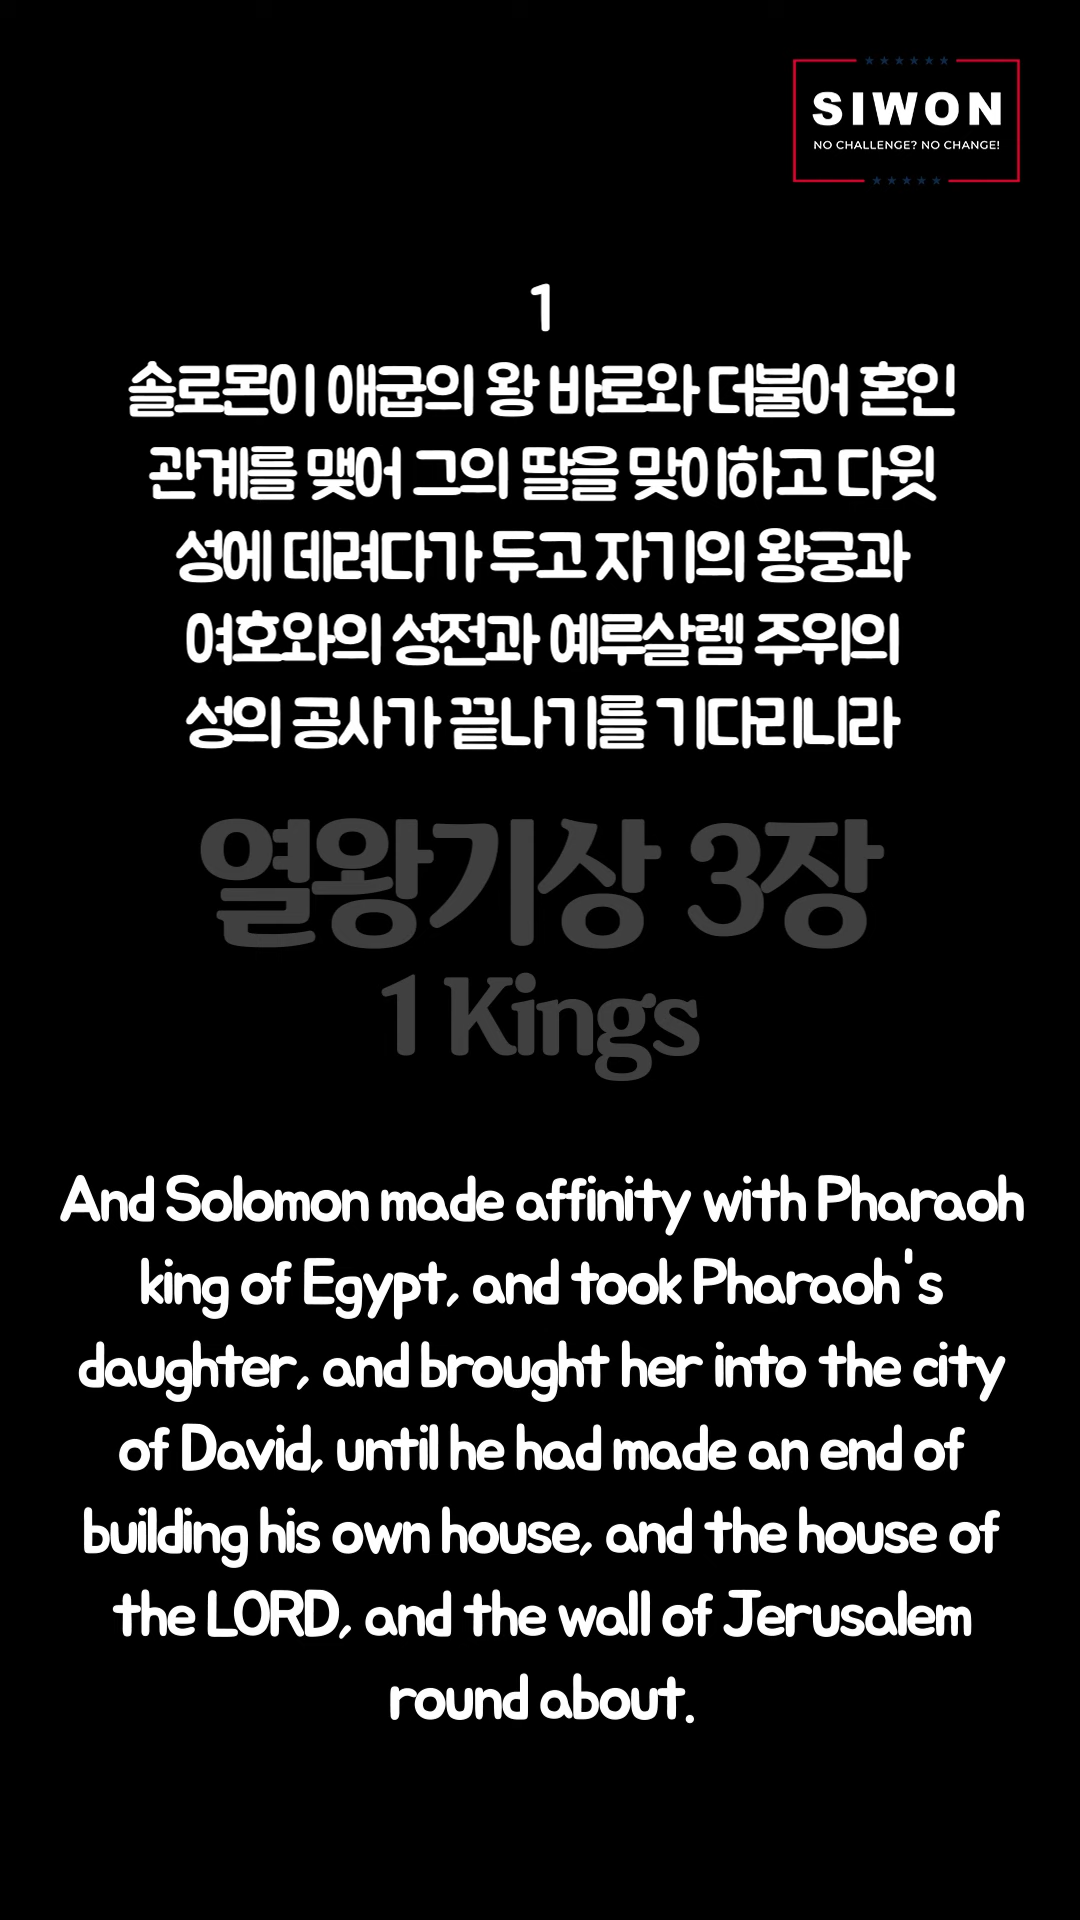 SIWON
NO CHALLENGE? NO CHANGE!
1
솔로몬이 애굽의 왕 바로와 더불어 혼인
관계를 맺어 그의 딸을 맞이하고 다윗
성에 데려다가 두고 자기의 왕궁과
여호와의 성전과 예루살렘 주위의
성의 공사가 끝나기를 기다리니라
열왕기상 3장
1 Kings
And Solomon made affinity with Pharaoh
king of Egypt, and took Pharaoh's
daughter, and brought her into the city
of David, until he had made an end of
building his own house, and the house of
the LORD, and the wall of Jerusalem
round about.